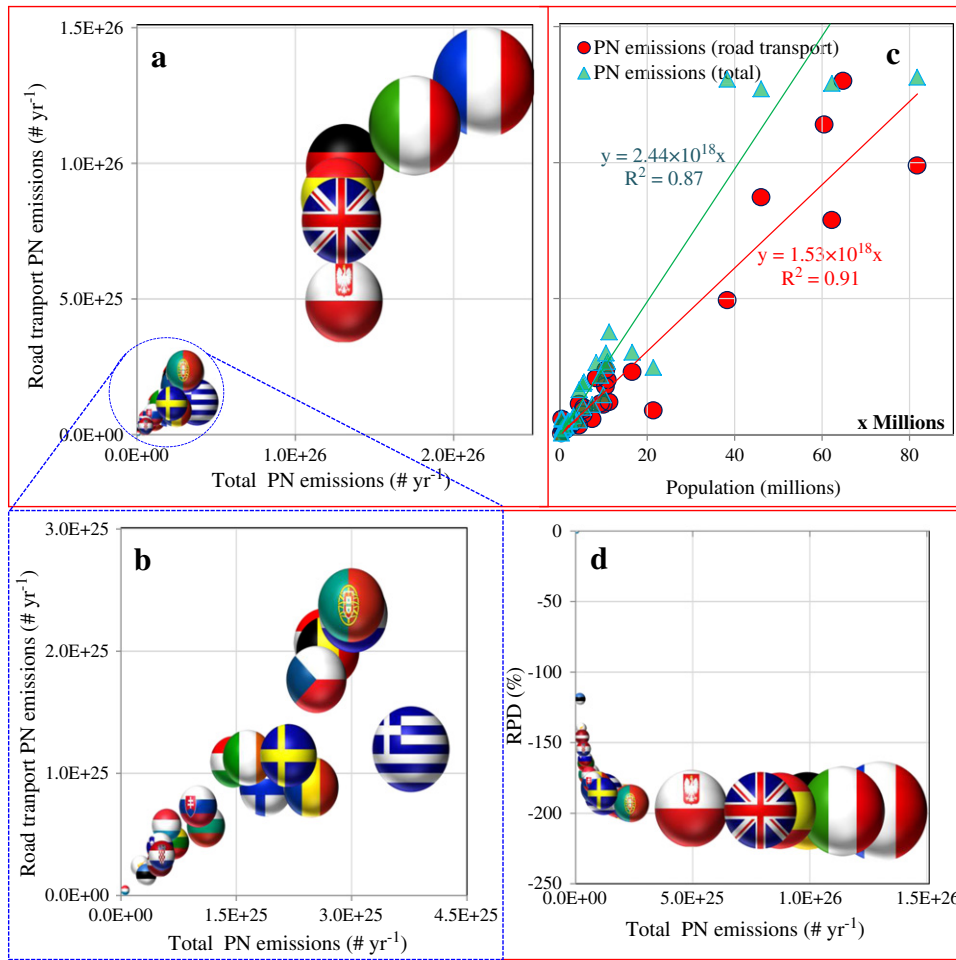 a
Road tranport PN emissions (# yr-1)
1.5E+26
1.0E+26
5.0E+25
0.0E+00
0.0E+00 1.0E+26 2.0E+26
Total PN emissions (# yr-1)
c
PN emissions (road transport)
PN emissions (total)
y = 2.44×10^18x
R^2 = 0.87
y = 1.53×10^18x
R^2 = 0.91
x Millions
0 20 40 60 80
Population (millions)
b
Road tranport PN emissions (# yr-1)
3.0E+25
2.0E+25
1.0E+25
0.0E+00
0.0E+00 1.5E+25 3.0E+25 4.5E+25
Total PN emissions (# yr-1)
d
RPD (%)
0
-50
-100
-150
-200
-250
0.0E+00 5.0E+25 1.0E+26 1.5E+26
Total PN emissions (# yr-1)